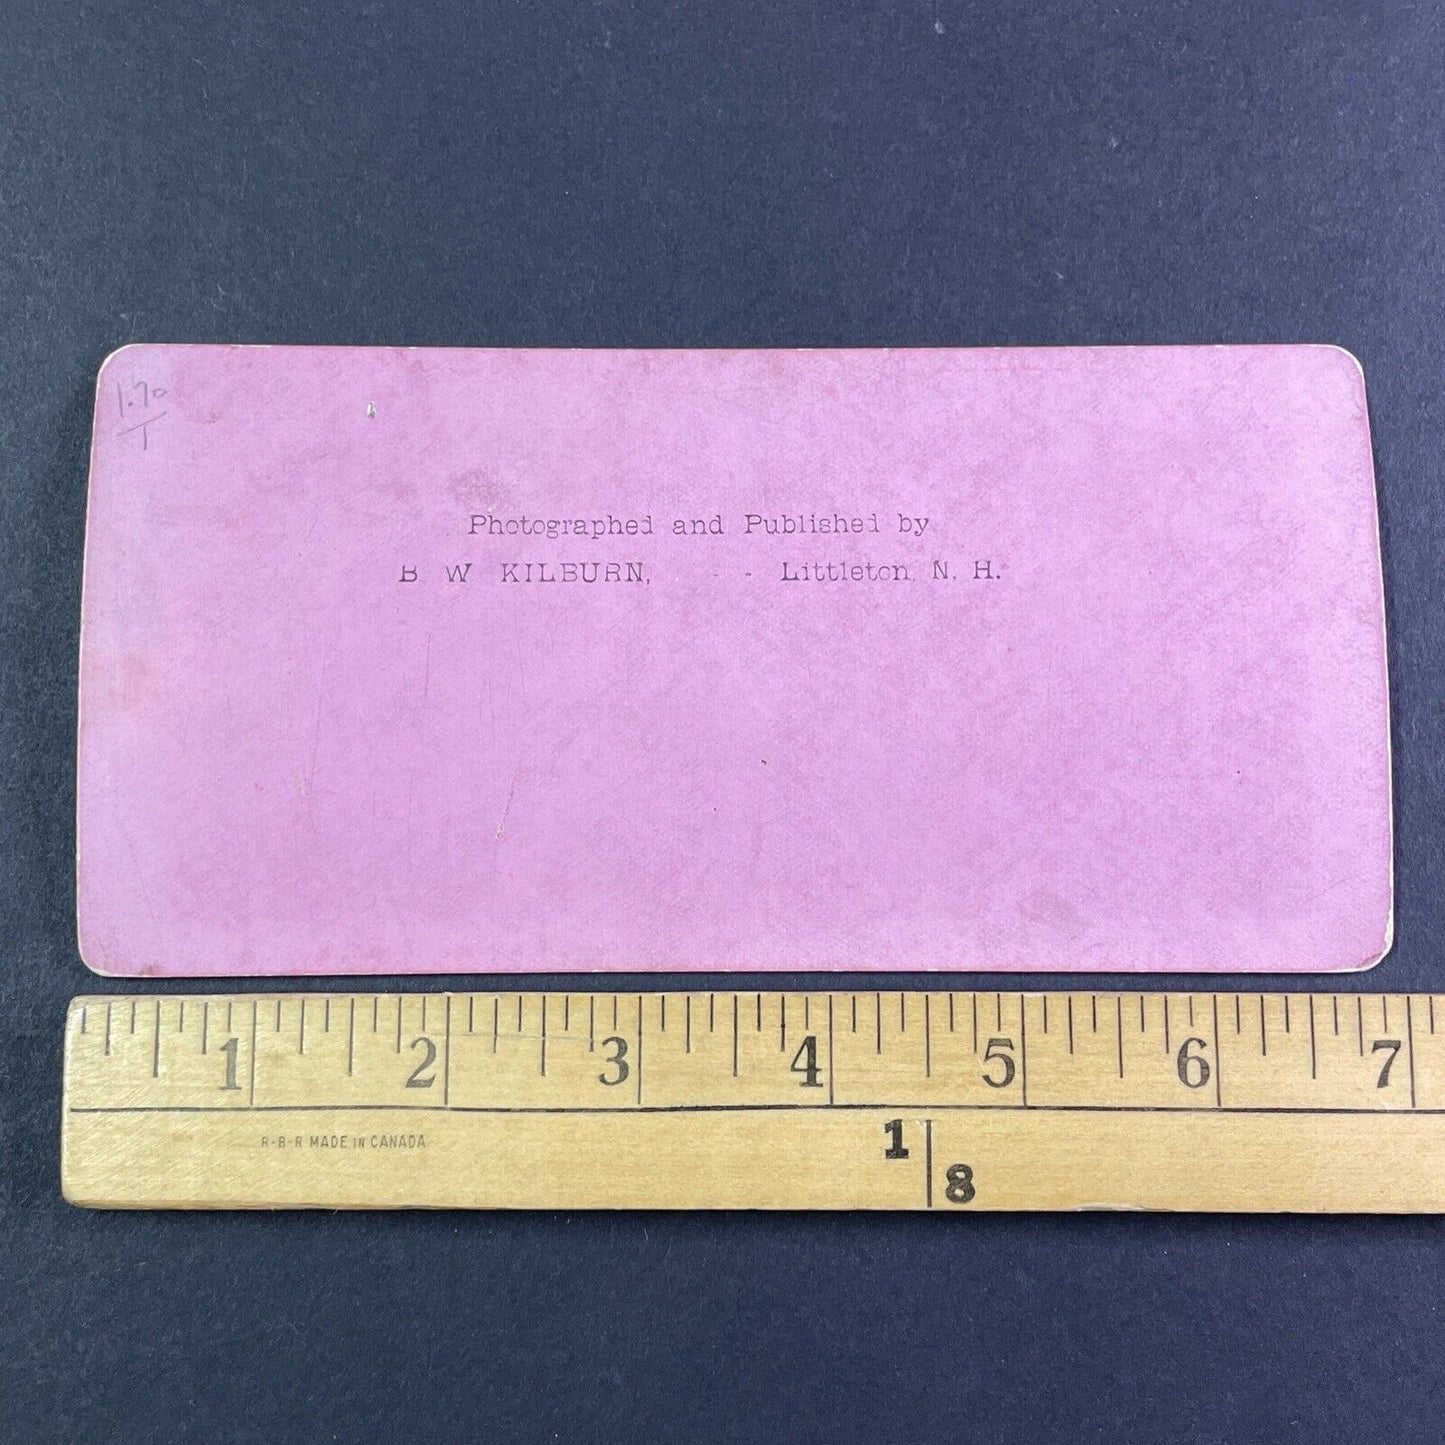 1.70
1
Photographed and Published by
B W KILBURN, - - Littleton, N. H.
1 2 3 4 5 6 7
R-B-R MADE IN CANADA
1
8